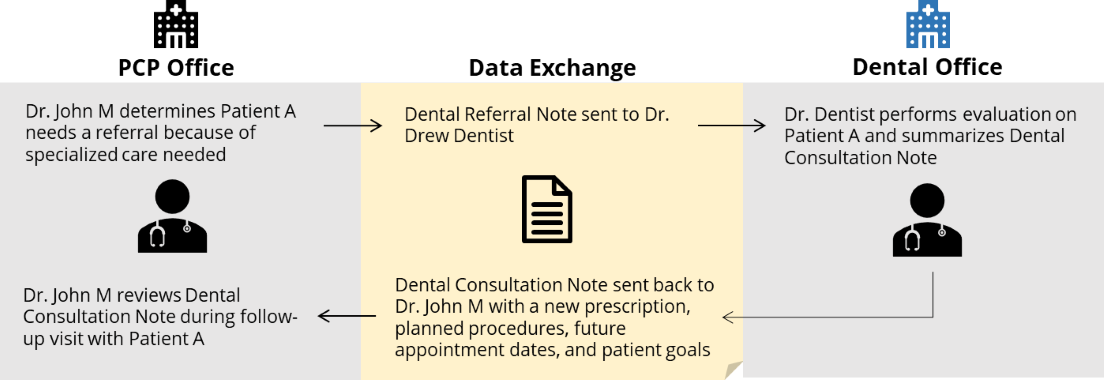 PCP Office
Data Exchange
Dental Office
Dr. John M determines Patient A
needs a referral because of
specialized care needed
Dental Referral Note sent to Dr.
Drew Dentist
Dr. Dentist performs evaluation on
Patient A and summarizes Dental
Consultation Note
Dental Consultation Note sent back to
Dr. John M with a new prescription,
planned procedures, future
appointment dates, and patient goals
Dr. John M reviews Dental
Consultation Note during follow-
up visit with Patient A